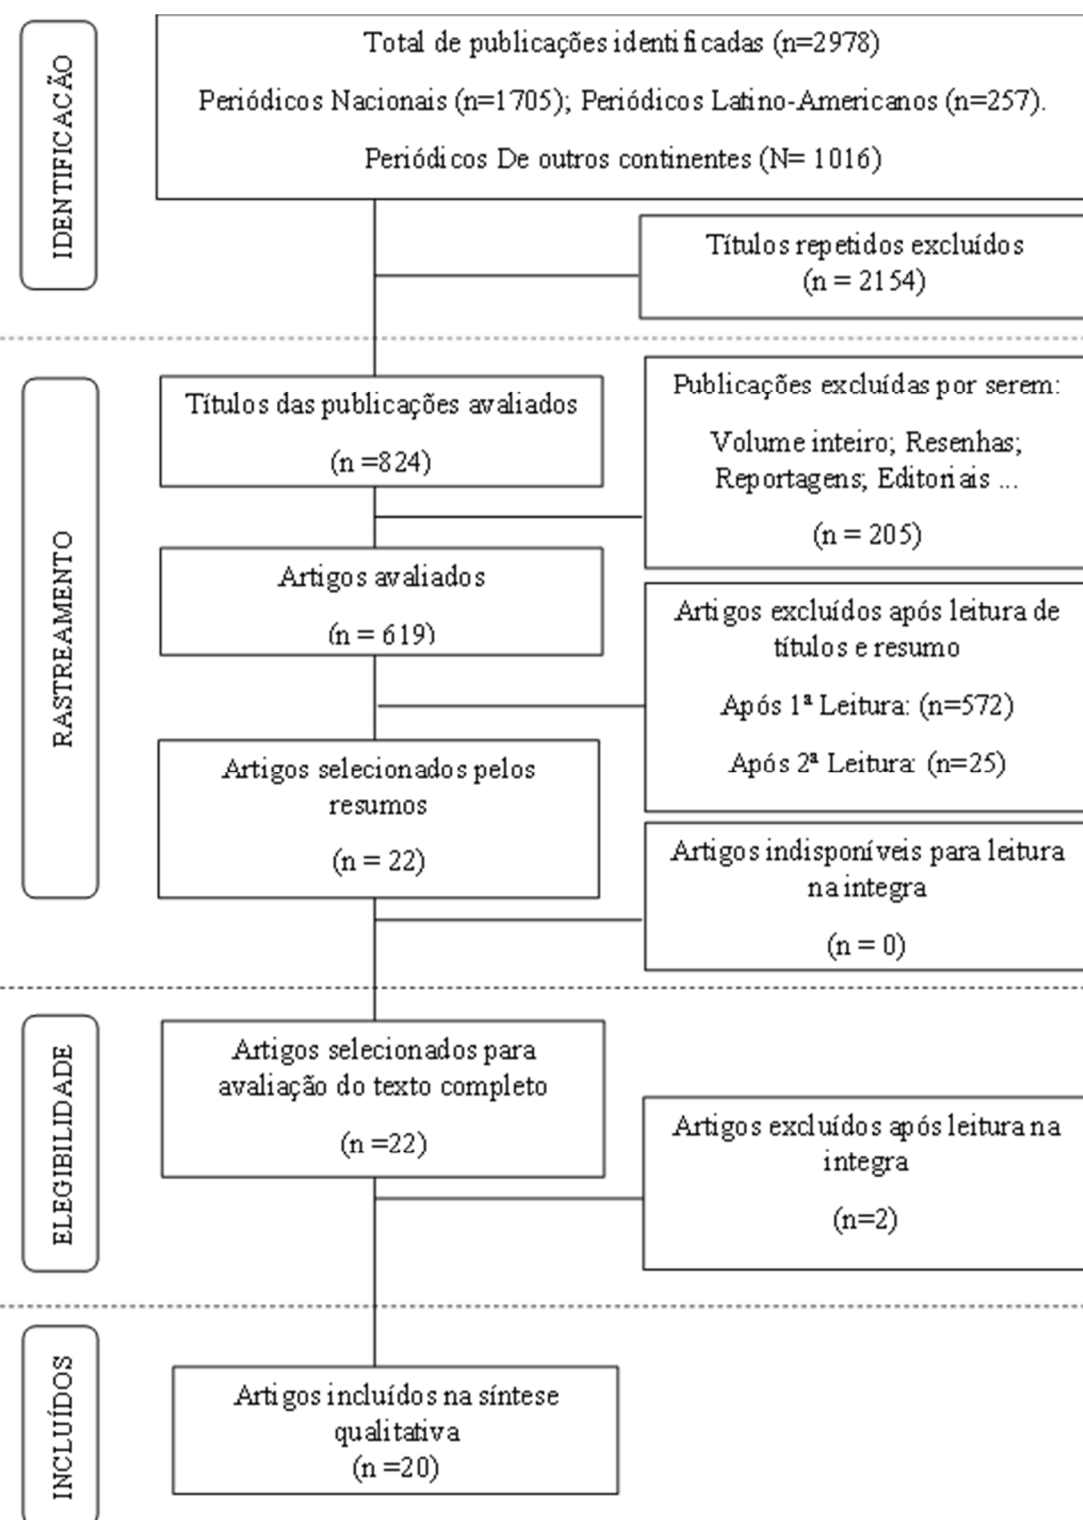 IDENTIFICAÇÃO
Total de publicações identificadas (n=2978)
Periódicos Nacionais (n=1705); Periódicos Latino-Americanos (n=257).
Periódicos De outros continentes (N= 1016)
Títulos repetidos excluídos
(n = 2154)
RASTREAMENTO
Títulos das publicações avaliados
(n =824)
Publicações excluídas por serem:
Volume inteiro; Resenhas;
Reportagens; Editoriais ...
(n = 205)
Artigos avaliados
(n = 619)
Artigos excluídos após leitura de
títulos e resumo
Após 1ª Leitura: (n=572)
Após 2ª Leitura: (n=25)
Artigos selecionados pelos
resumos
(n = 22)
Artigos indisponíveis para leitura
na integra
(n = 0)
ELEGIBILIDADE
Artigos selecionados para
avaliação do texto completo
(n =22)
Artigos excluídos após leitura na
integra
(n=2)
INCLUÍDOS
Artigos incluídos na síntese
qualitativa
(n =20)